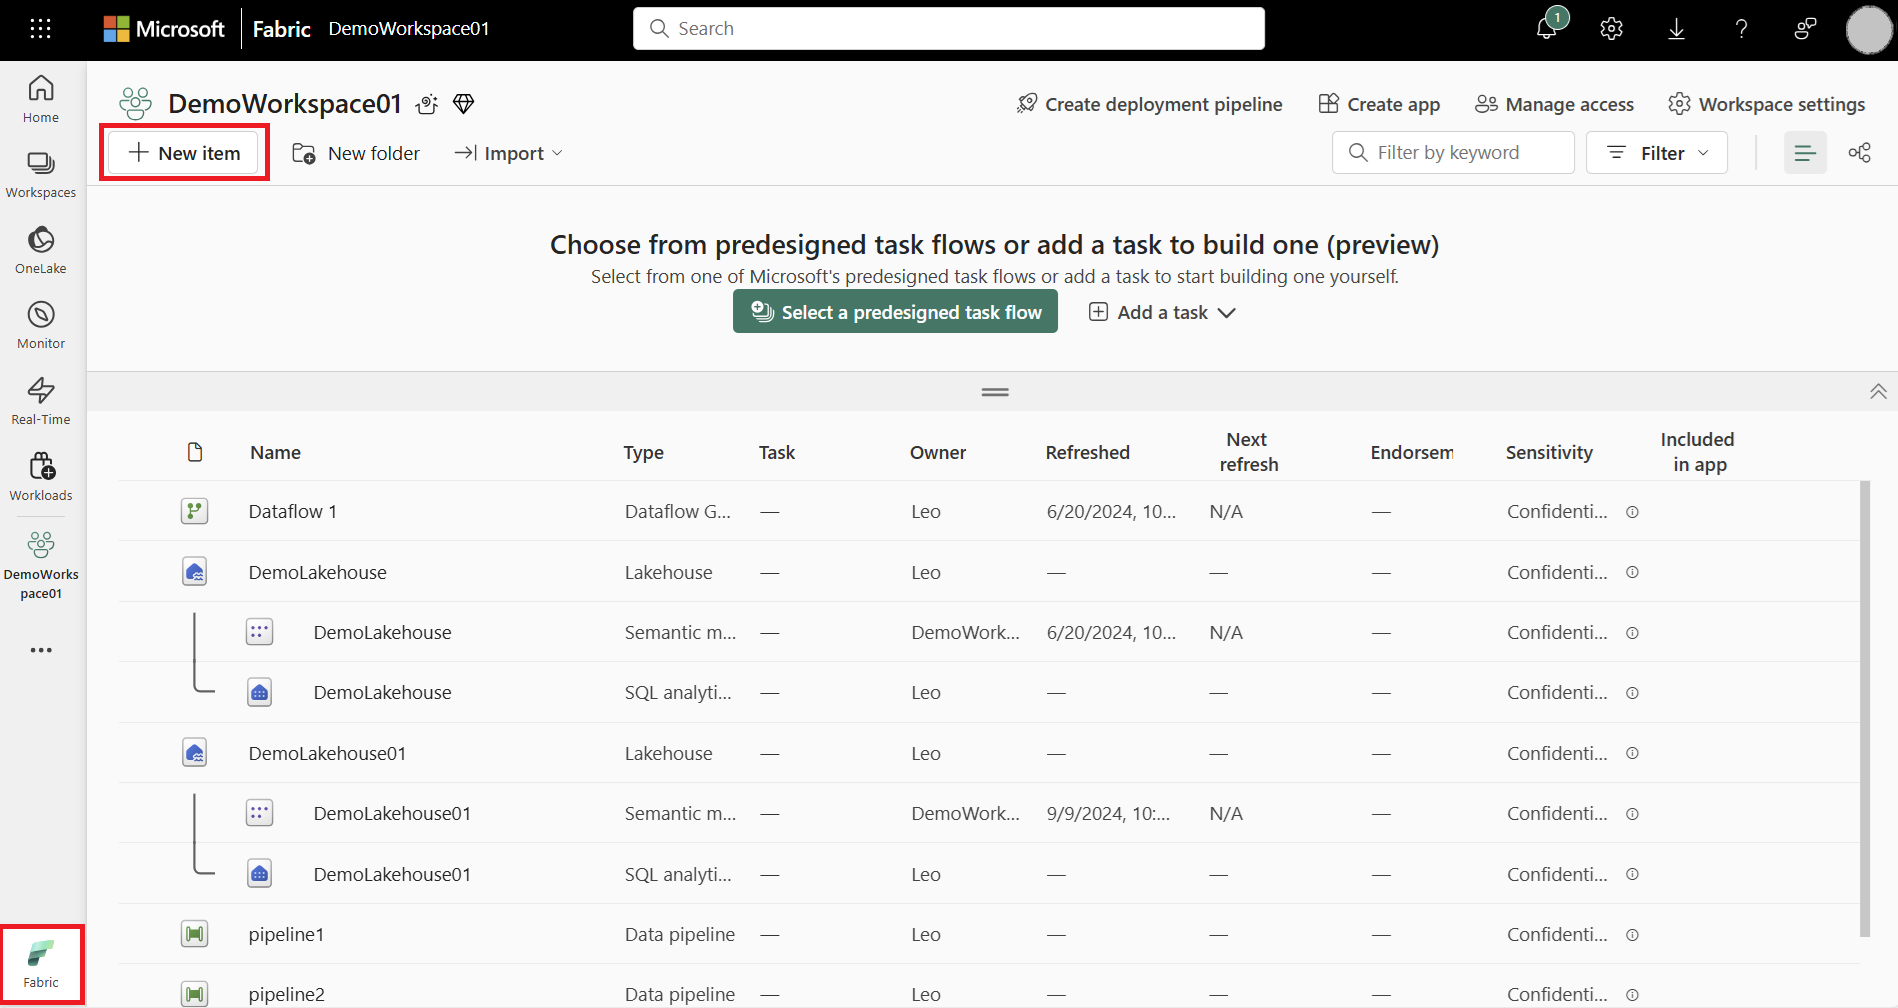 Microsoft Fabric DemoWorkspace01 Search 1 ?
Home
Workspaces
OneLake
Monitor
Real-Time
Workloads
DemoWorks
pace01
Fabric
DemoWorkspace01
Create deployment pipeline Create app Manage access Workspace settings
New item New folder Import Filter by keyword Filter
Choose from predesigned task flows or add a task to build one (preview)
Select from one of Microsoft's predesigned task flows or add a task to start building one yourself.
Select a predesigned task flow Add a task
Name Type Task Owner Refreshed Next refresh Endorsem Sensitivity Included in app
Dataflow 1 Dataflow G... — Leo 6/20/2024, 10... N/A — Confidenti...
DemoLakehouse Lakehouse — Leo — — — Confidenti...
DemoLakehouse Semantic m... — DemoWork... 6/20/2024, 10... N/A — Confidenti...
DemoLakehouse SQL analyti... — Leo — — — Confidenti...
DemoLakehouse01 Lakehouse — Leo — — — Confidenti...
DemoLakehouse01 Semantic m... — DemoWork... 9/9/2024, 10:... N/A — Confidenti...
DemoLakehouse01 SQL analyti... — Leo — — — Confidenti...
pipeline1 Data pipeline — Leo — — — Confidenti...
pipeline2 Data pipeline — Leo — — — Confidenti...